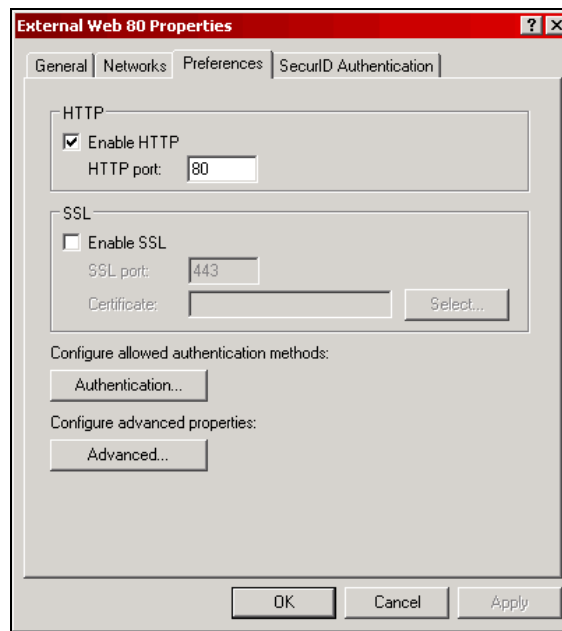 External Web 80 Properties
General Networks Preferences SecurID Authentication
HTTP
Enable HTTP
HTTP port: 80
SSL
Enable SSL
SSL port: 443
Certificate: Select...
Configure allowed authentication methods:
Authentication...
Configure advanced properties:
Advanced...
OK Cancel Apply